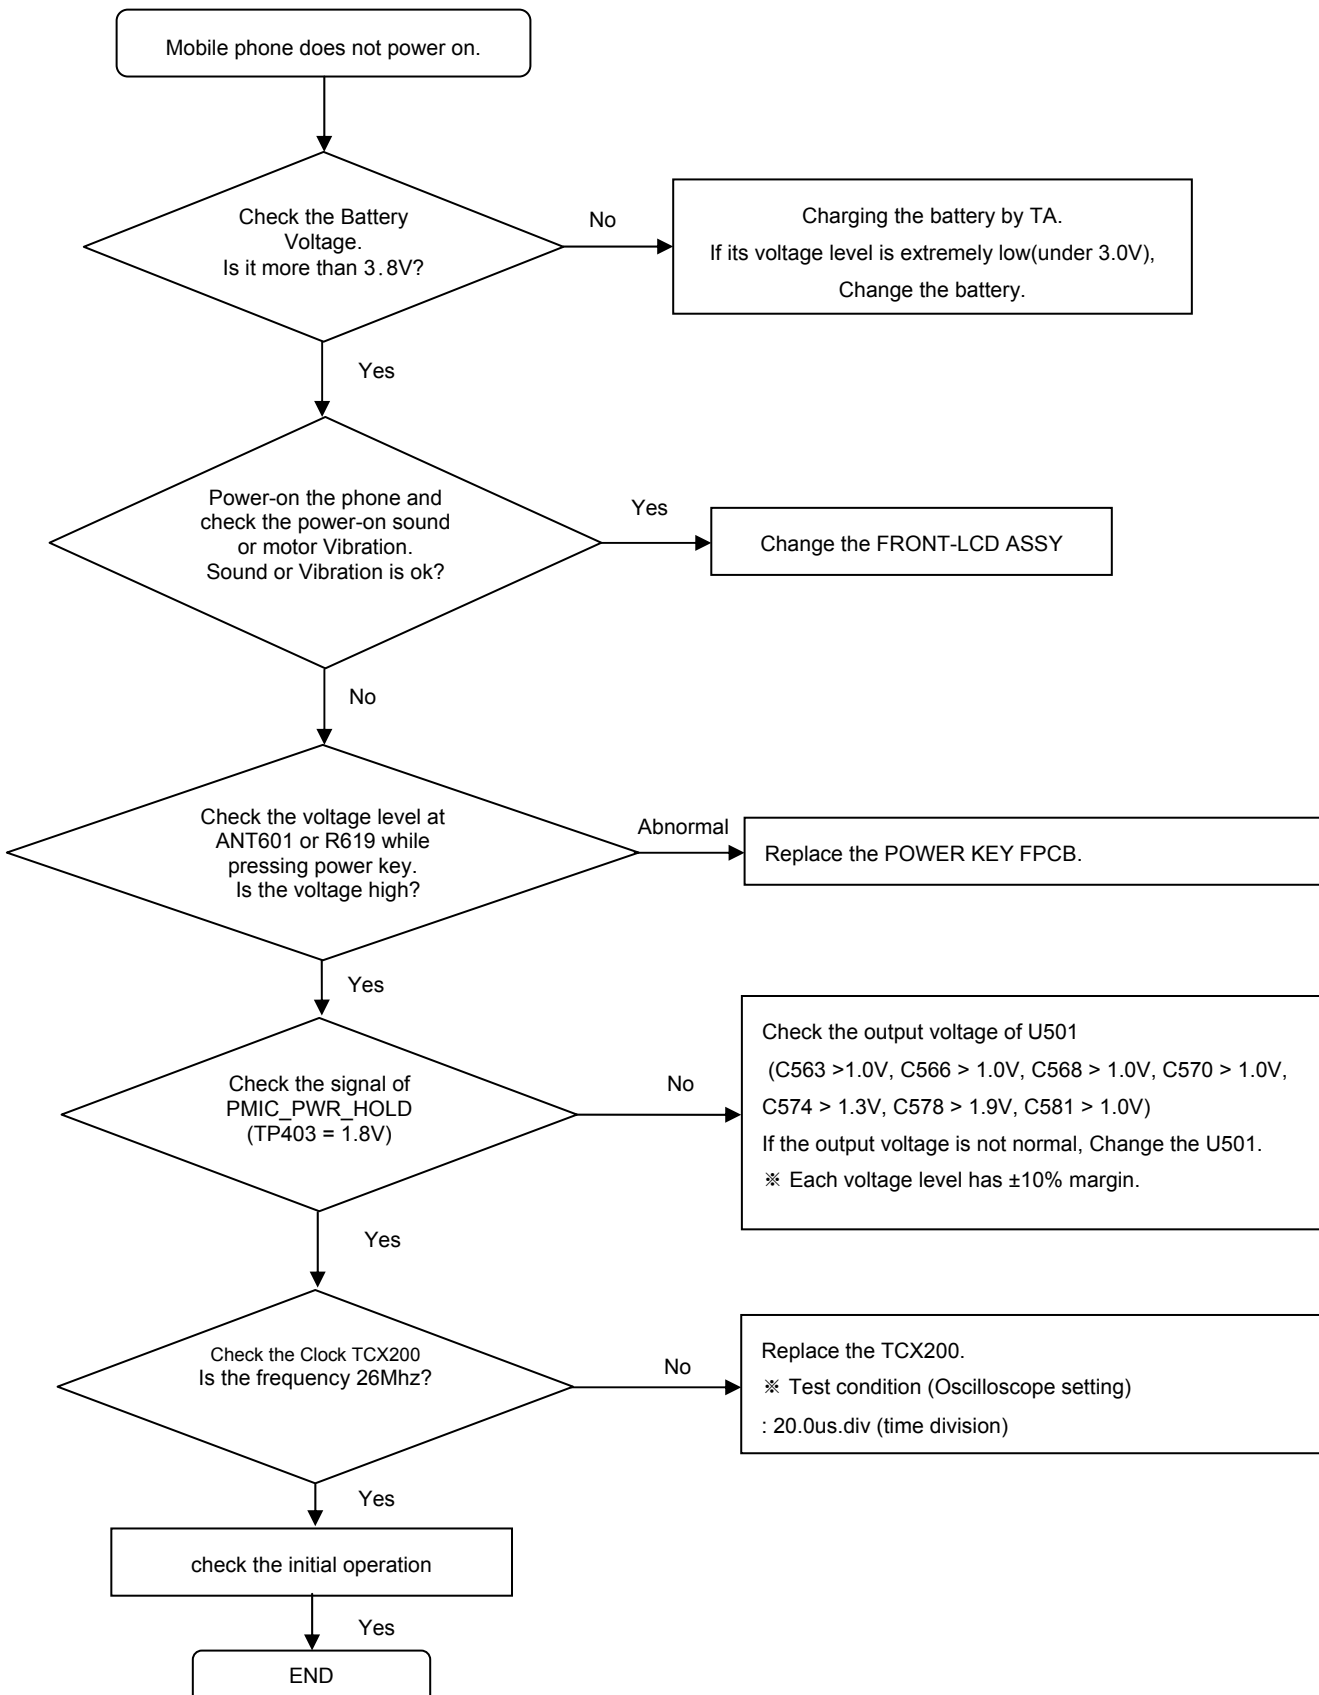 Mobile phone does not power on.
Check the Battery
Voltage.
Is it more than 3.8V?
No
Charging the battery by TA.
If its voltage level is extremely low(under 3.0V),
Change the battery.
Yes
Power-on the phone and
check the power-on sound
or motor Vibration.
Sound or Vibration is ok?
Yes
Change the FRONT-LCD ASSY
No
Check the voltage level at
ANT601 or R619 while
pressing power key.
Is the voltage high?
Abnormal
Replace the POWER KEY FPCB.
Yes
Check the signal of
PMIC_PWR_HOLD
(TP403 = 1.8V)
No
Check the output voltage of U501
(C563 >1.0V, C566 > 1.0V, C568 > 1.0V, C570 > 1.0V,
C574 > 1.3V, C578 > 1.9V, C581 > 1.0V)
If the output voltage is not normal, Change the U501.
※ Each voltage level has ±10% margin.
Yes
Check the Clock TCX200
Is the frequency 26Mhz?
No
Replace the TCX200.
※ Test condition (Oscilloscope setting)
: 20.0us.div (time division)
Yes
check the initial operation
Yes
END